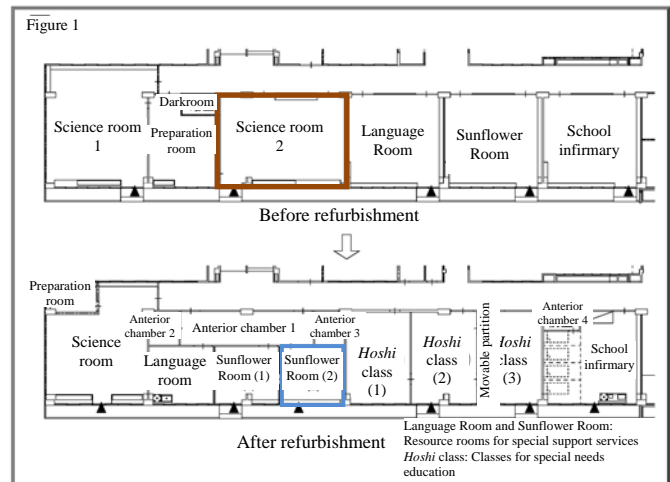 Figure 1
Darkroom
Science room
1
Preparation
room
Science room
2
Language
Room
Sunflower
Room
School
infirmary
Before refurbishment
Preparation
room
Science
room
Anterior
chamber 2
Anterior chamber 1
Anterior
chamber 3
Language
room
Sunflower
Room (1)
Sunflower
Room (2)
Hoshi
class
(1)
Hoshi
class
(2)
Movable partition
Hoshi
class
(3)
Anterior
chamber 4
School
infirmary
After refurbishment
Language Room and Sunflower Room:
Resource rooms for special support services
Hoshi class: Classes for special needs
education